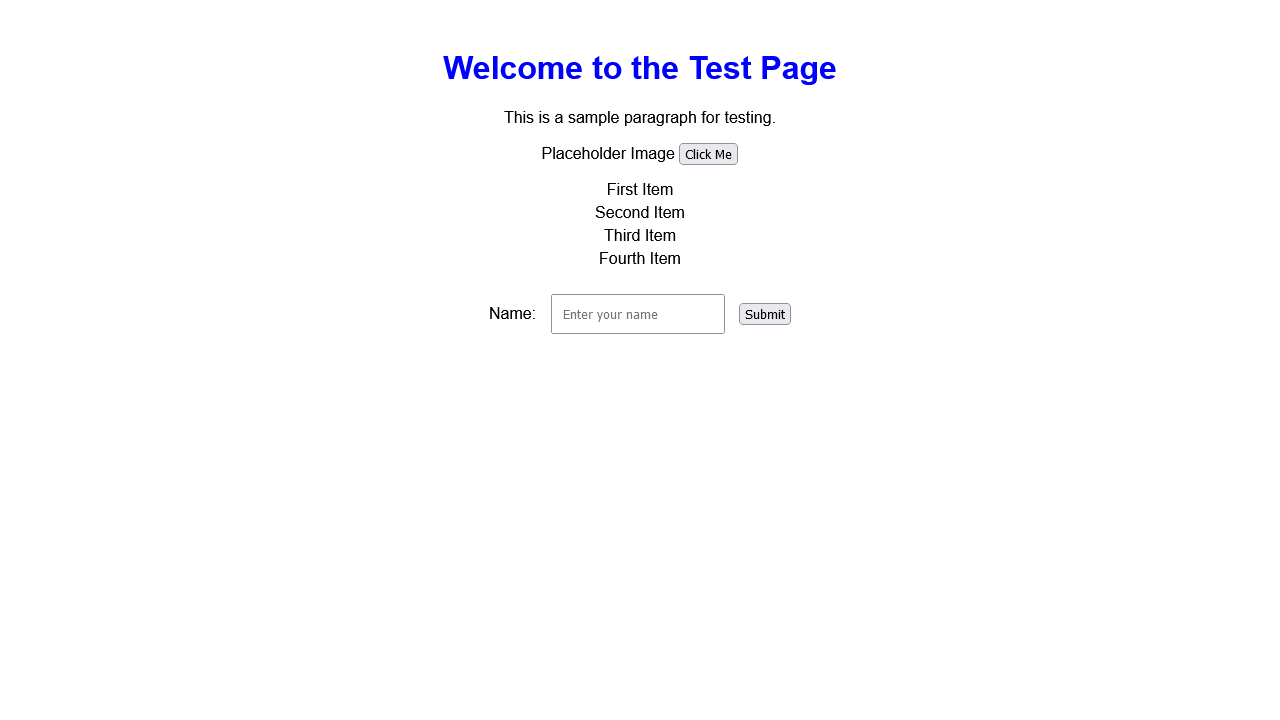 Welcome to the Test Page
This is a sample paragraph for testing.
Placeholder Image Click Me
First Item
Second Item
Third Item
Fourth Item
Name: Enter your name Submit